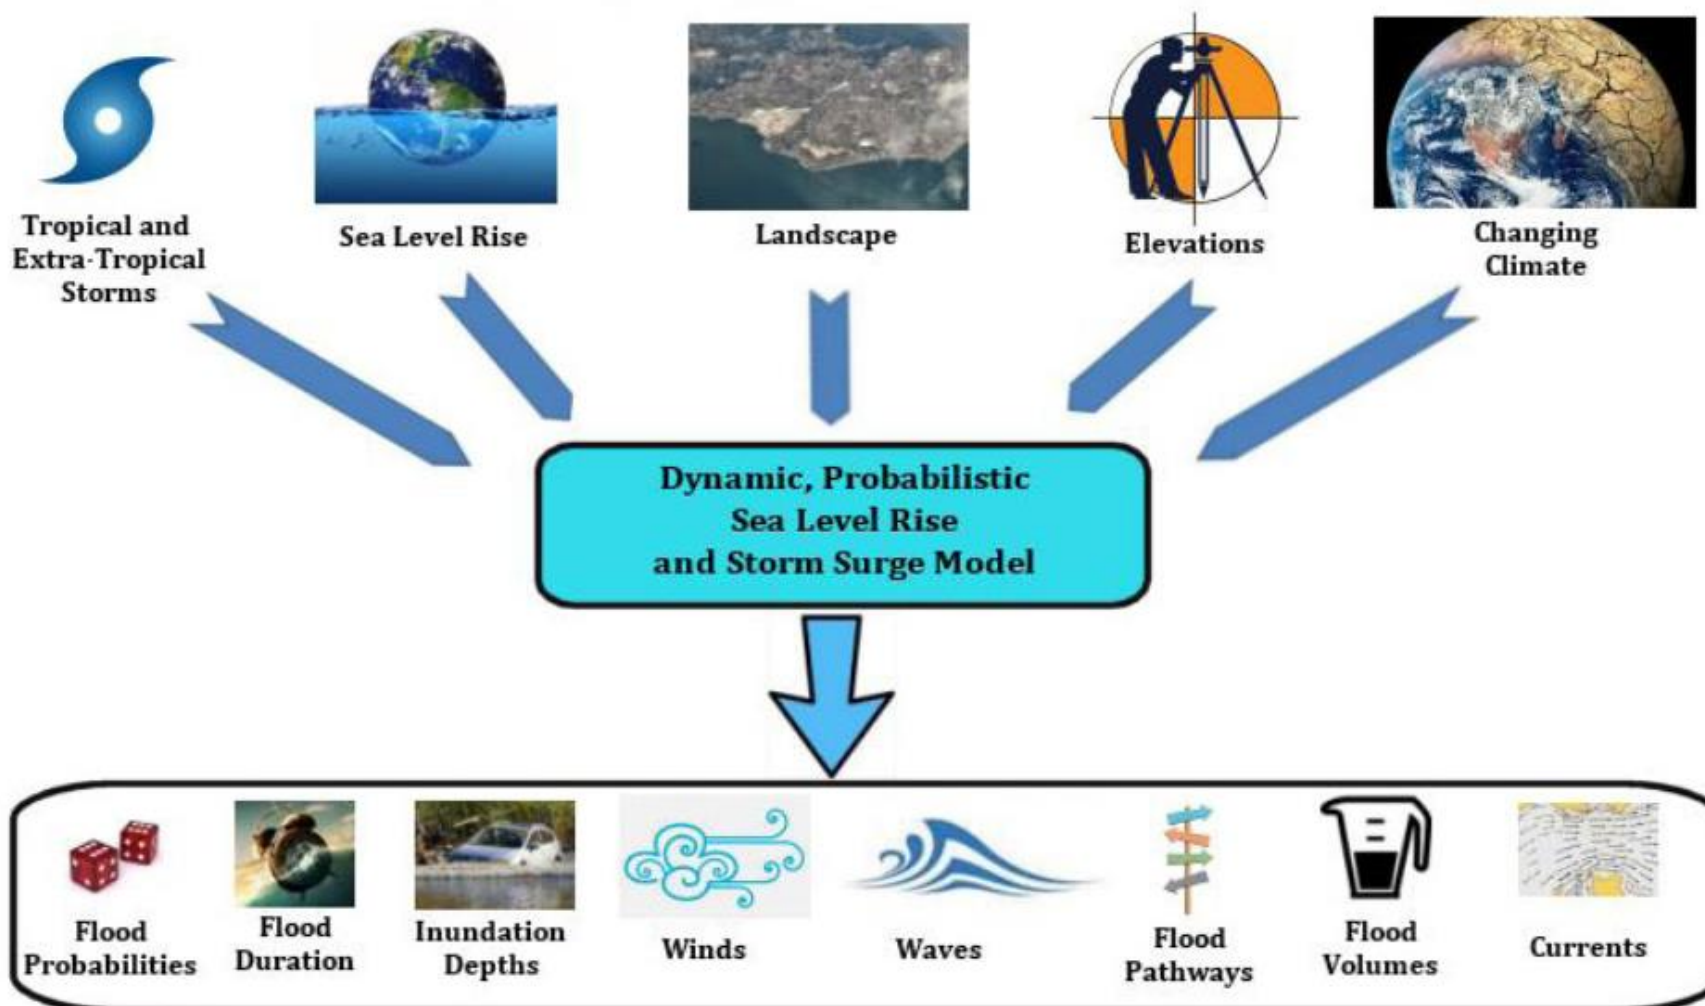 Tropical and
Extra-Tropical
Storms
Sea Level Rise
Landscape
Elevations
Changing
Climate
Dynamic, Probabilistic
Sea Level Rise
and Storm Surge Model
Flood
Probabilities
Flood
Duration
Inundation
Depths
Winds
Waves
Flood
Pathways
Flood
Volumes
Currents